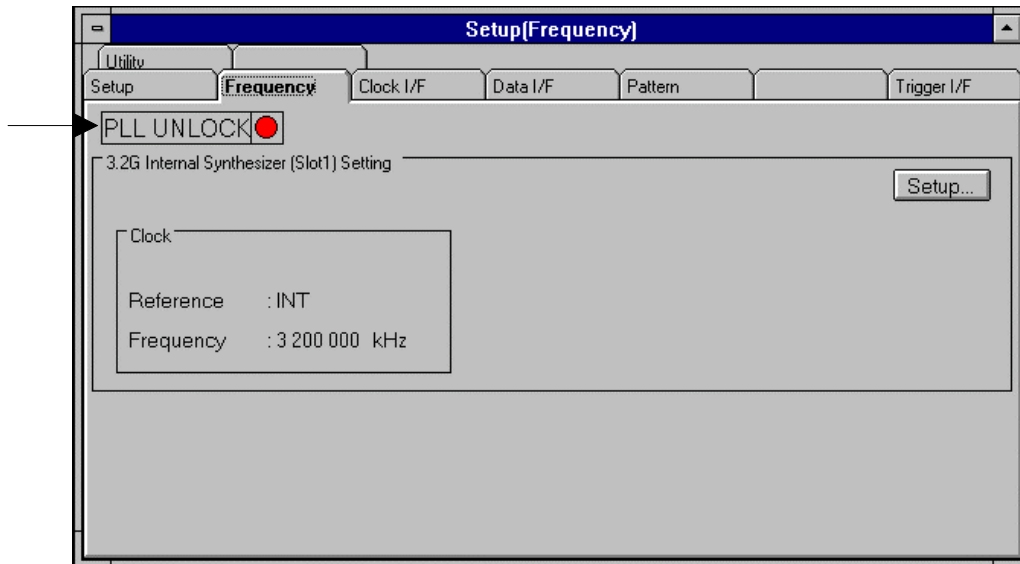 Setup(Frequency)
Utility
Setup
Frequency
Clock I/F
Data I/F
Pattern
Trigger I/F
PLL UNLOCK
3.2G Internal Synthesizer (Slot1) Setting
Setup...
Clock
Reference : INT
Frequency : 3 200 000 kHz